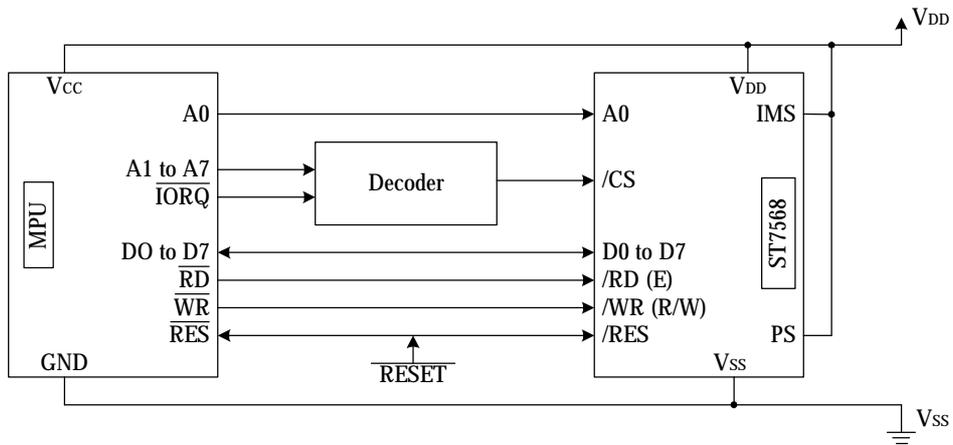 VDD
VCC
VDD
A0
A0
IMS
A1 to A7
IORQ
Decoder
/CS
MPU
ST7568
DO to D7
D0 to D7
RD
/RD (E)
WR
/WR (R/W)
RES
/RES
PS
GND
RESET
VSS
VSS